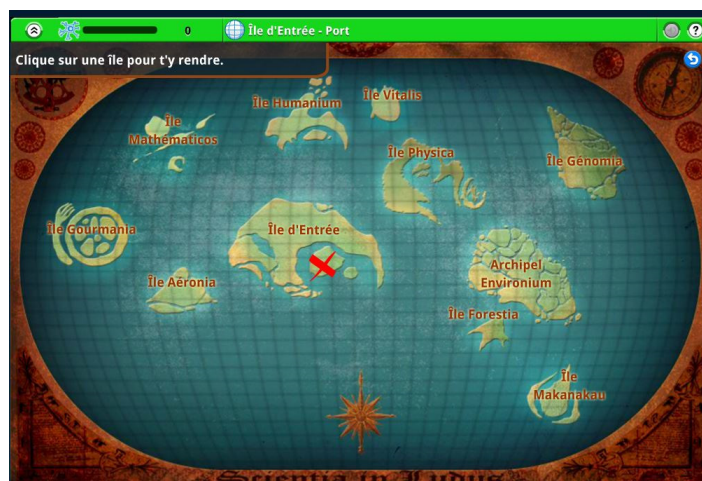 0
Île d'Entrée - Port
?
Clique sur une île pour t'y rendre.
Île Vitalis
Île Humanium
Île
Mathématicos
Île Physica
Île Génomia
Île Gourmania
Île d'Entrée
Archipel
Environium
Île Aéronia
Île Forestia
Île
Makanakau
Scientia in Ludus